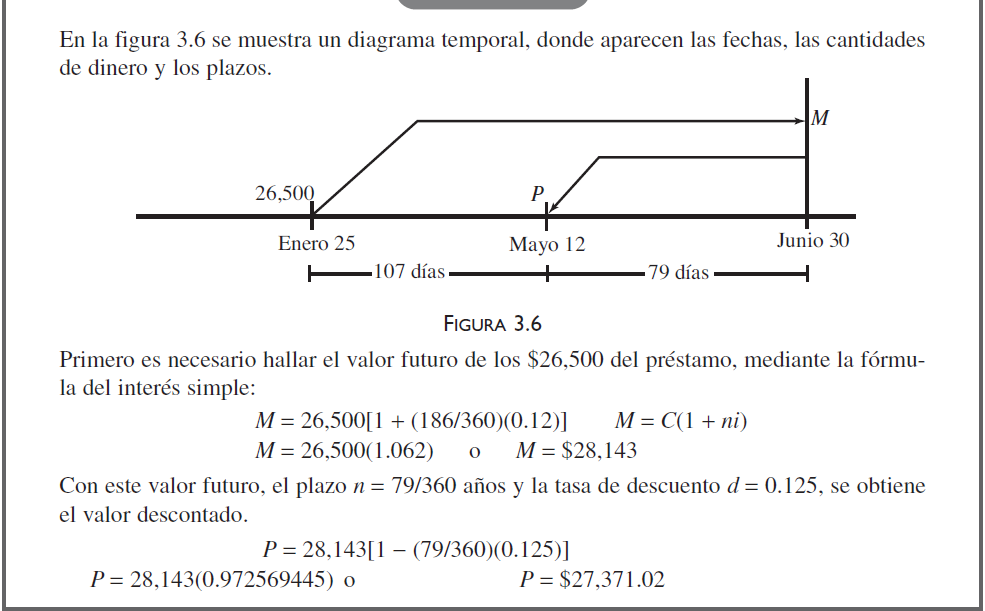 En la figura 3.6 se muestra un diagrama temporal, donde aparecen las fechas, las cantidades
de dinero y los plazos.
M
26,500
P
Enero 25
Mayo 12
Junio 30
107 días
79 días
FIGURA 3.6
Primero es necesario hallar el valor futuro de los $26,500 del préstamo, mediante la fórmu-
la del interés simple:
M = 26,500[1 + (186/360)(0.12)] M = C(1 + ni)
M = 26,500(1.062) o M = $28,143
Con este valor futuro, el plazo n = 79/360 años y la tasa de descuento d = 0.125, se obtiene
el valor descontado.
P = 28,143[1 − (79/360)(0.125)]
P = 28,143(0.972569445) o P = $27,371.02